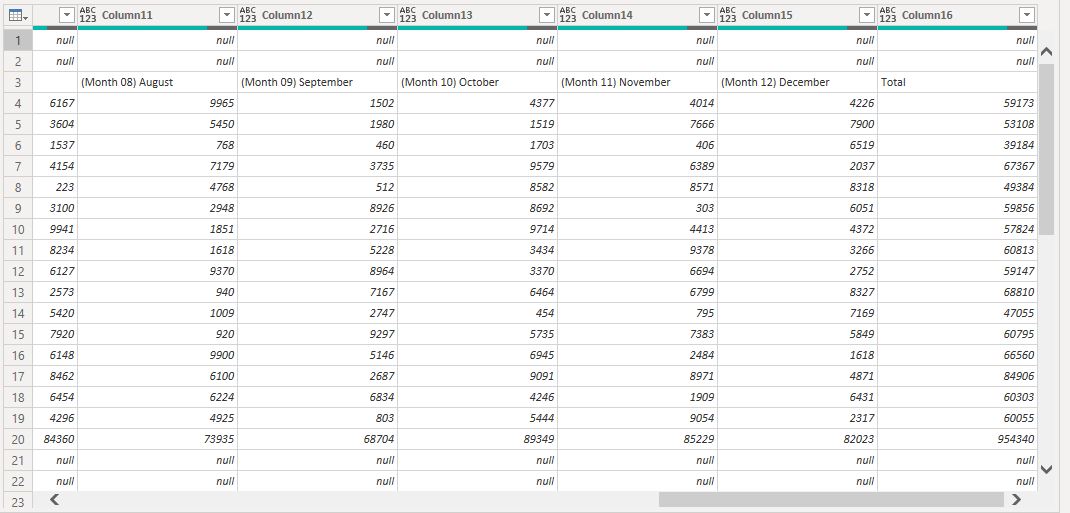 ABC 123 Column11 ABC 123 Column12 ABC 123 Column13 ABC 123 Column14 ABC 123 Column15 ABC 123 Column16
1 null null null null null null null
2 null null null null null null null
3 (Month 08) August (Month 09) September (Month 10) October (Month 11) November (Month 12) December Total
4 6167 9965 1502 4377 4014 4226 59173
5 3604 5450 1980 1519 7666 7900 53108
6 1537 768 460 1703 406 6519 39184
7 4154 7179 3735 9579 6389 2037 67367
8 223 4768 512 8582 8571 8318 49384
9 3100 2948 8926 8692 303 6051 59856
10 9941 1851 2716 9714 4413 4372 57824
11 8234 1618 5228 3434 9378 3266 60813
12 6127 9370 8964 3370 6694 2752 59147
13 2573 940 7167 6464 6799 8327 68810
14 5420 1009 2747 454 795 7169 47055
15 7920 920 9297 5735 7383 5849 60795
16 6148 9900 5146 6945 2484 1618 66560
17 8462 6100 2687 9091 8971 4871 84906
18 6454 6224 6834 4246 1909 6431 60303
19 4296 4925 803 5444 9054 2317 60055
20 84360 73935 68704 89349 85229 82023 954340
21 null null null null null null null
22 null null null null null null null
23